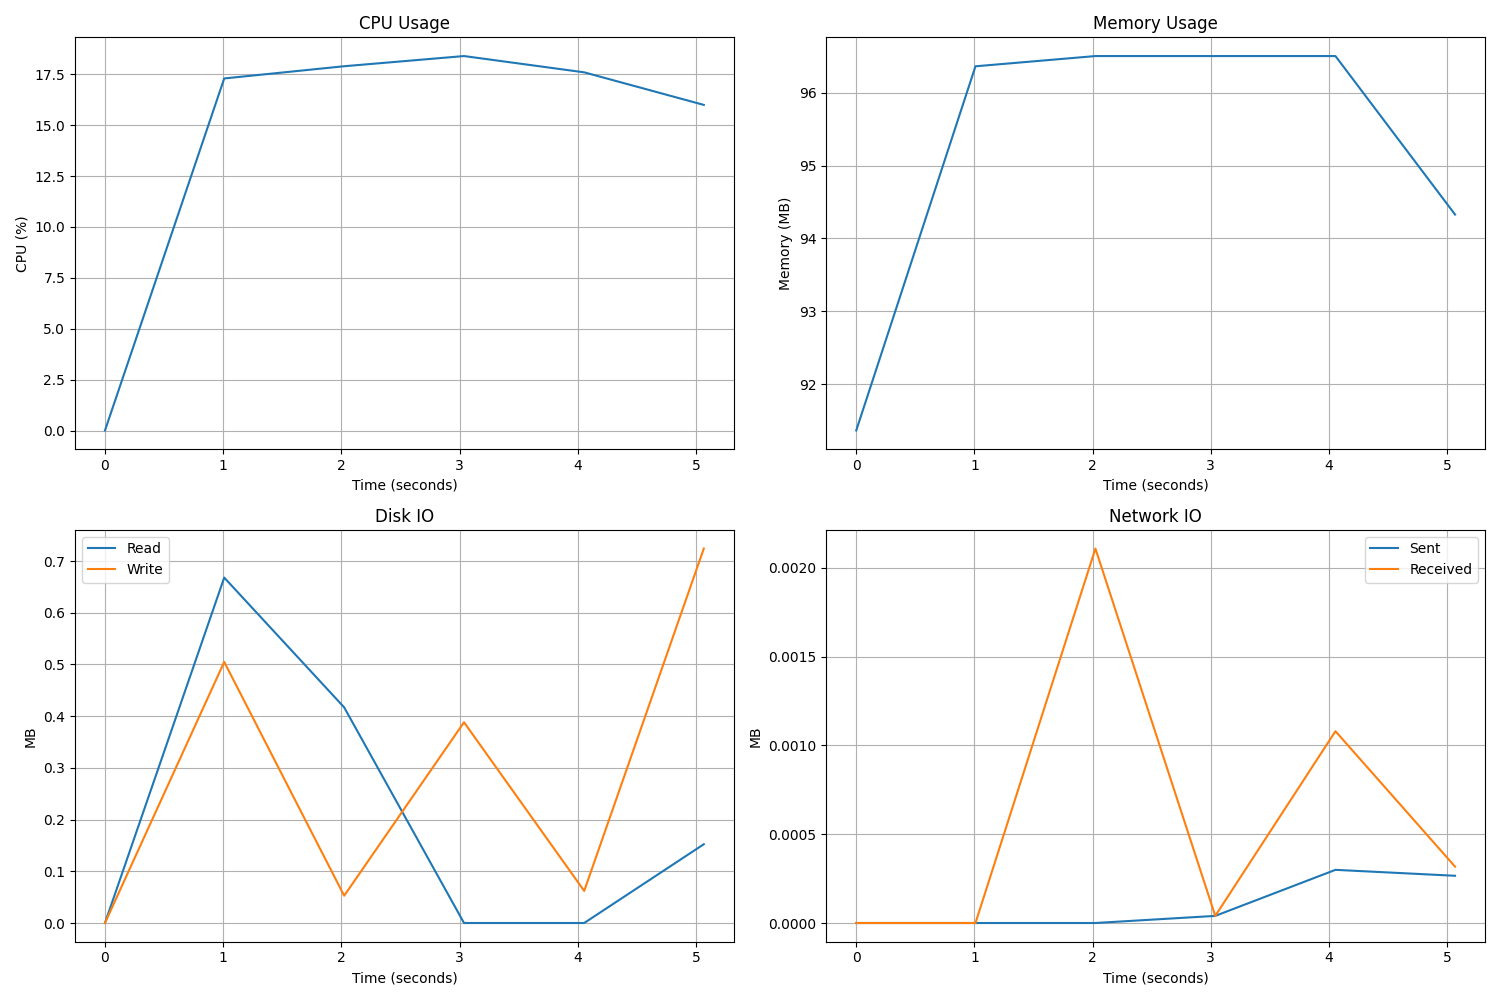 CPU Usage
17.5
15.0
12.5
10.0
7.5
5.0
2.5
0.0
CPU (%)
0 1 2 3 4 5
Time (seconds)
Memory Usage
96
95
94
93
92
Memory (MB)
0 1 2 3 4 5
Time (seconds)
Disk IO
Read
Write
0.7
0.6
0.5
0.4
0.3
0.2
0.1
0.0
MB
0 1 2 3 4 5
Time (seconds)
Network IO
Sent
Received
0.0020
0.0015
0.0010
0.0005
0.0000
MB
0 1 2 3 4 5
Time (seconds)